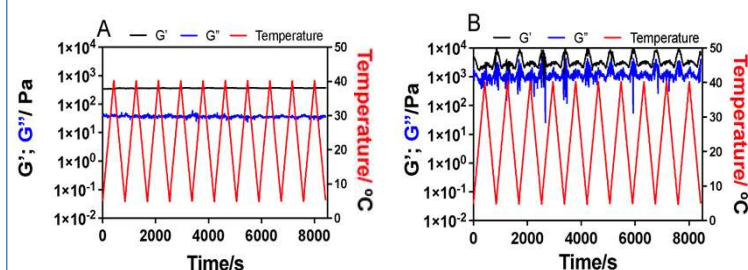 A
G' G" Temperature
1×10⁴
1×10³
1×10²
1×10¹
1×10⁰
1×10⁻¹
1×10⁻²
G'; G"/ Pa
50
40
30
20
10
0
Temperature/ ºC
0 2000 4000 6000 8000
Time/s
B
G' G" Temperature
1×10⁴
1×10³
1×10²
1×10¹
1×10⁰
1×10⁻¹
1×10⁻²
G'; G"/Pa
50
40
30
20
10
0
Temperature/ ºC
0 2000 4000 6000 8000
Time/s